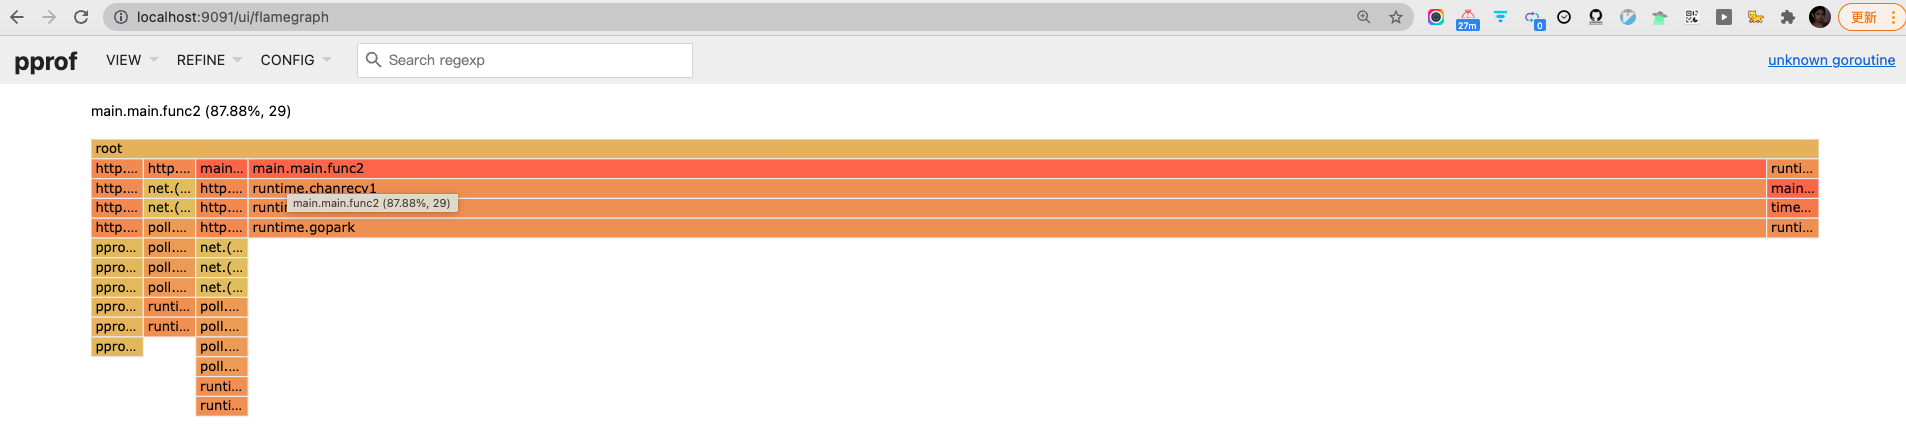 localhost:9091/ui/flamegraph
27m
0
更新
pprof VIEW REFINE CONFIG Search regexp unknown goroutine
main.main.func2 (87.88%, 29)
root
http.... http.... main... main.main.func2 runti...
http.... net.(... http.... runtime.chanrecv1 main...
main.main.func2 (87.88%, 29)
http.... net.(... http.... runtin time...
http.... poll.... http.... runtime.gopark runti...
ppro... poll.... net.(...
ppro... poll.... net.(...
ppro... poll.... net.(...
ppro... runti... poll....
ppro... runti... poll....
ppro... poll....
poll....
runti...
runti...